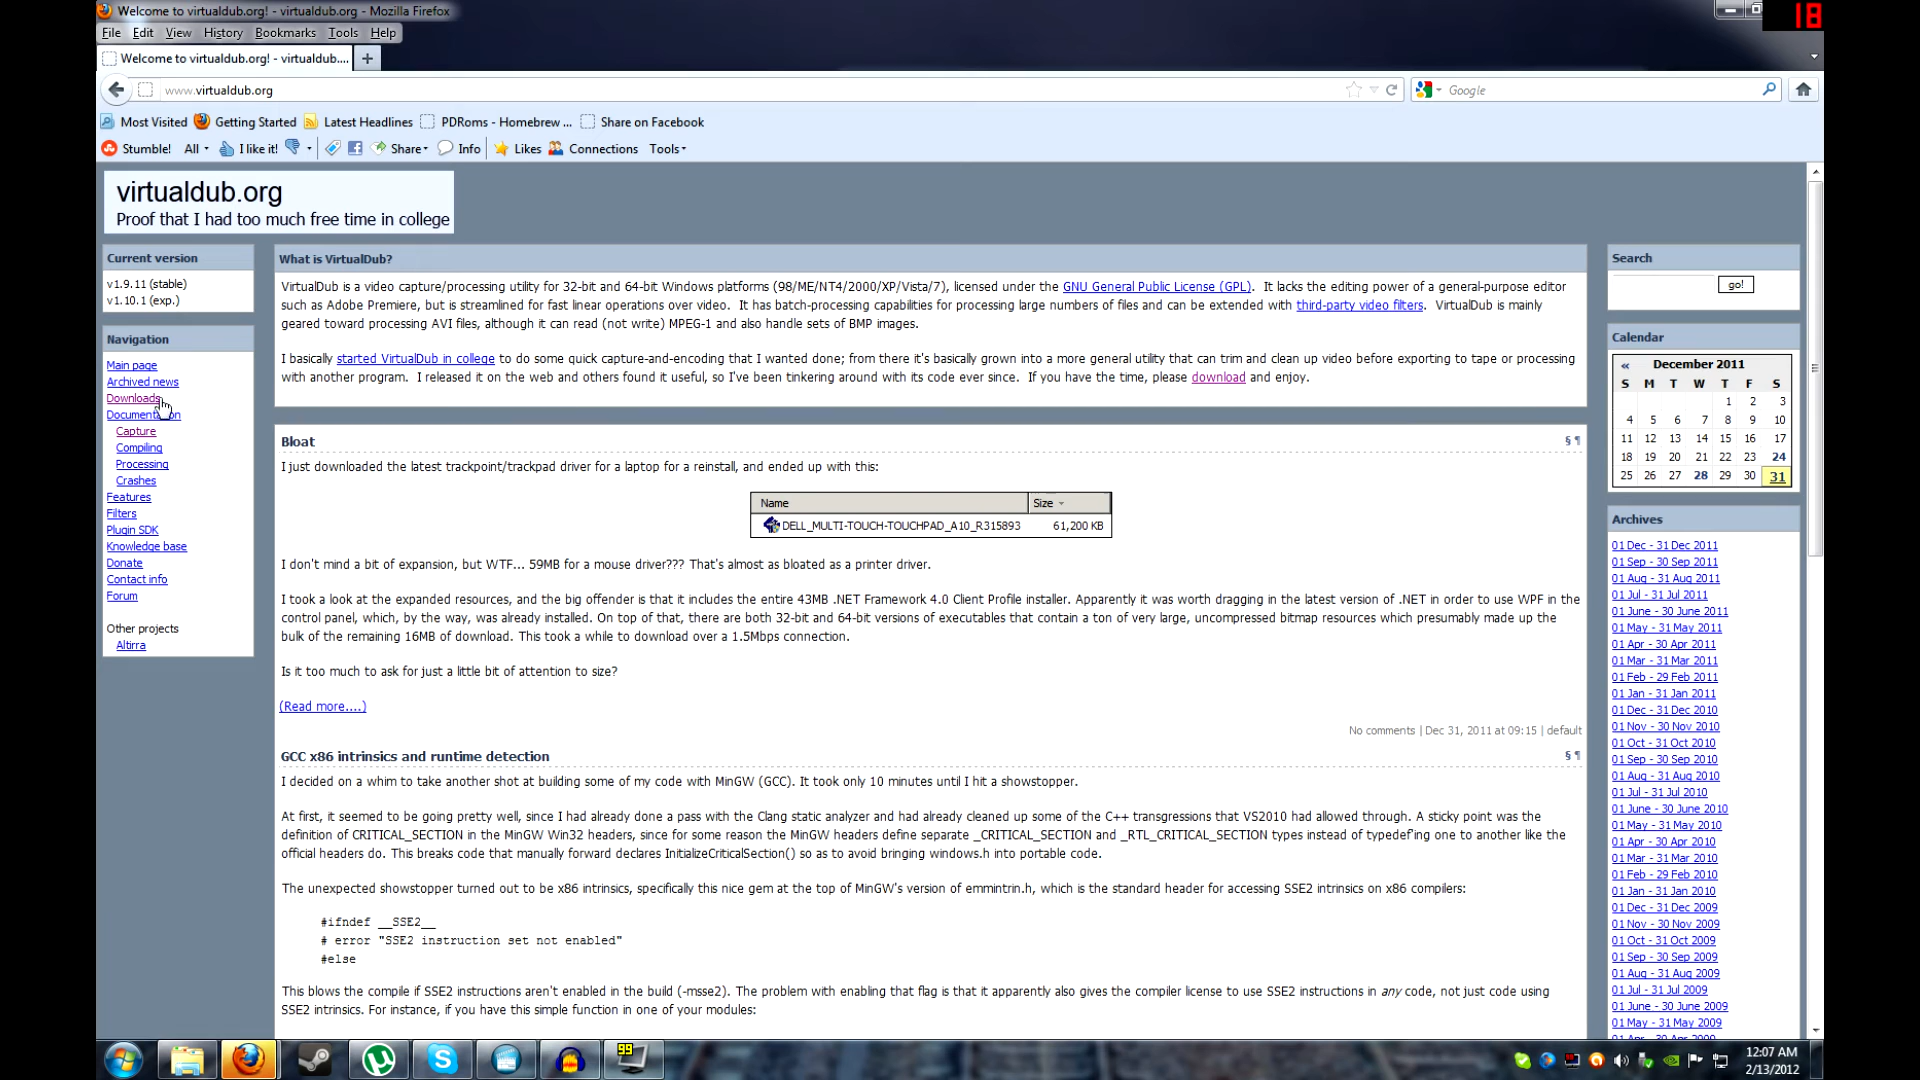 Welcome to virtualdub.org! - virtualdub.org - Mozilla Firefox
18
File Edit View History Bookmarks Tools Help
Welcome to virtualdub.org! - virtualdub....
www.virtualdub.org
Google
Most Visited Getting Started Latest Headlines PDRoms - Homebrew ... Share on Facebook
Stumble! All I like it! Share Info Likes Connections Tools
virtualdub.org
Proof that I had too much free time in college
Current version
v1.9.11 (stable)
v1.10.1 (exp.)
Navigation
Main page
Archived news
Downloads
Documentation
Capture
Compiling
Processing
Crashes
Features
Filters
Plugin SDK
Knowledge base
Donate
Contact info
Forum
Other projects
Altirra
What is VirtualDub?
VirtualDub is a video capture/processing utility for 32-bit and 64-bit Windows platforms (98/ME/NT4/2000/XP/Vista/7), licensed under the GNU General Public License (GPL). It lacks the editing power of a general-purpose editor
such as Adobe Premiere, but is streamlined for fast linear operations over video. It has batch-processing capabilities for processing large numbers of files and can be extended with third-party video filters. VirtualDub is mainly
geared toward processing AVI files, although it can read (not write) MPEG-1 and also handle sets of BMP images.
I basically started VirtualDub in college to do some quick capture-and-encoding that I wanted done; from there it's basically grown into a more general utility that can trim and clean up video before exporting to tape or processing
with another program. I released it on the web and others found it useful, so I've been tinkering around with its code ever since. If you have the time, please download and enjoy.
Bloat § ¶
I just downloaded the latest trackpoint/trackpad driver for a laptop for a reinstall, and ended up with this:
Name Size
DELL_MULTI-TOUCH-TOUCHPAD_A10_R315893 61,200 KB
I don't mind a bit of expansion, but WTF... 59MB for a mouse driver??? That's almost as bloated as a printer driver.
I took a look at the expanded resources, and the big offender is that it includes the entire 43MB .NET Framework 4.0 Client Profile installer. Apparently it was worth dragging in the latest version of .NET in order to use WPF in the
control panel, which, by the way, was already installed. On top of that, there are both 32-bit and 64-bit versions of executables that contain a ton of very large, uncompressed bitmap resources which presumably made up the
bulk of the remaining 16MB of download. This took a while to download over a 1.5Mbps connection.
Is it too much to ask for just a little bit of attention to size?
(Read more....)
No comments | Dec 31, 2011 at 09:15 | default
GCC x86 intrinsics and runtime detection § ¶
I decided on a whim to take another shot at building some of my code with MinGW (GCC). It took only 10 minutes until I hit a showstopper.
At first, it seemed to be going pretty well, since I had already done a pass with the Clang static analyzer and had already cleaned up some of the C++ transgressions that VS2010 had allowed through. A sticky point was the
definition of CRITICAL_SECTION in the MinGW Win32 headers, since for some reason the MinGW headers define separate _CRITICAL_SECTION and _RTL_CRITICAL_SECTION types instead of typedef'ing one to another like the
official headers do. This breaks code that manually forward declares InitializeCriticalSection() so as to avoid bringing windows.h into portable code.
The unexpected showstopper turned out to be x86 intrinsics, specifically this nice gem at the top of MinGW's version of emmintrin.h, which is the standard header for accessing SSE2 intrinsics on x86 compilers:
#ifndef __SSE2__
# error "SSE2 instruction set not enabled"
#else
This blows the compile if SSE2 instructions aren't enabled in the build (-msse2). The problem with enabling that flag is that it apparently also gives the compiler license to use SSE2 instructions in any code, not just code using
SSE2 intrinsics. For instance, if you have this simple function in one of your modules:
Search
go!
Calendar
« December 2011
S M T W T F S
1 2 3
4 5 6 7 8 9 10
11 12 13 14 15 16 17
18 19 20 21 22 23 24
25 26 27 28 29 30 31
Archives
01 Dec - 31 Dec 2011
01 Sep - 30 Sep 2011
01 Aug - 31 Aug 2011
01 Jul - 31 Jul 2011
01 June - 30 June 2011
01 May - 31 May 2011
01 Apr - 30 Apr 2011
01 Mar - 31 Mar 2011
01 Feb - 29 Feb 2011
01 Jan - 31 Jan 2011
01 Dec - 31 Dec 2010
01 Nov - 30 Nov 2010
01 Oct - 31 Oct 2010
01 Sep - 30 Sep 2010
01 Aug - 31 Aug 2010
01 Jul - 31 Jul 2010
01 June - 30 June 2010
01 May - 31 May 2010
01 Apr - 30 Apr 2010
01 Mar - 31 Mar 2010
01 Feb - 29 Feb 2010
01 Jan - 31 Jan 2010
01 Dec - 31 Dec 2009
01 Nov - 30 Nov 2009
01 Oct - 31 Oct 2009
01 Sep - 30 Sep 2009
01 Aug - 31 Aug 2009
01 Jul - 31 Jul 2009
01 June - 30 June 2009
01 May - 31 May 2009
99
12:07 AM
2/13/2012